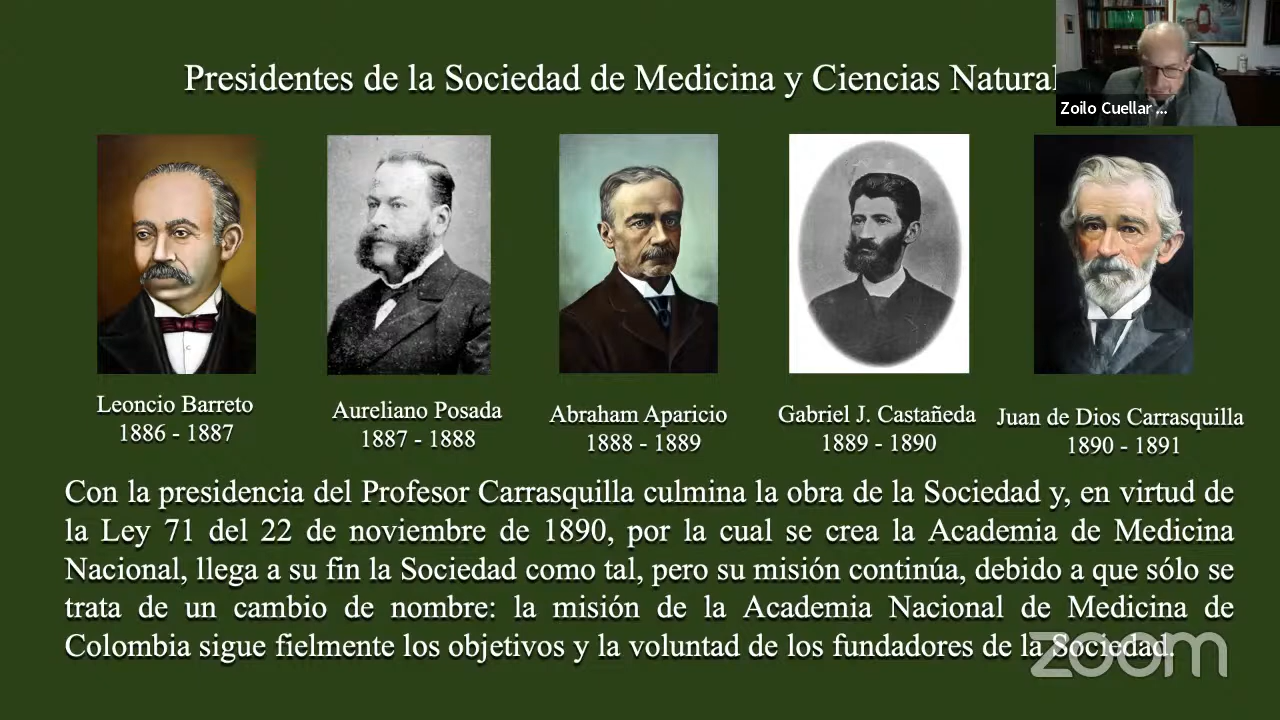 Presidentes de la Sociedad de Medicina y Ciencias Natural
Zoilo Cuellar ...
Leoncio Barreto
1886 - 1887
Aureliano Posada
1887 - 1888
Abraham Aparicio
1888 - 1889
Gabriel J. Castañeda
1889 - 1890
Juan de Dios Carrasquilla
1890 - 1891
Con la presidencia del Profesor Carrasquilla culmina la obra de la Sociedad y, en virtud de
la Ley 71 del 22 de noviembre de 1890, por la cual se crea la Academia de Medicina
Nacional, llega a su fin la Sociedad como tal, pero su misión continúa, debido a que sólo se
trata de un cambio de nombre: la misión de la Academia Nacional de Medicina de
Colombia sigue fielmente los objetivos y la voluntad de los fundadores de la Sociedad.
zoom